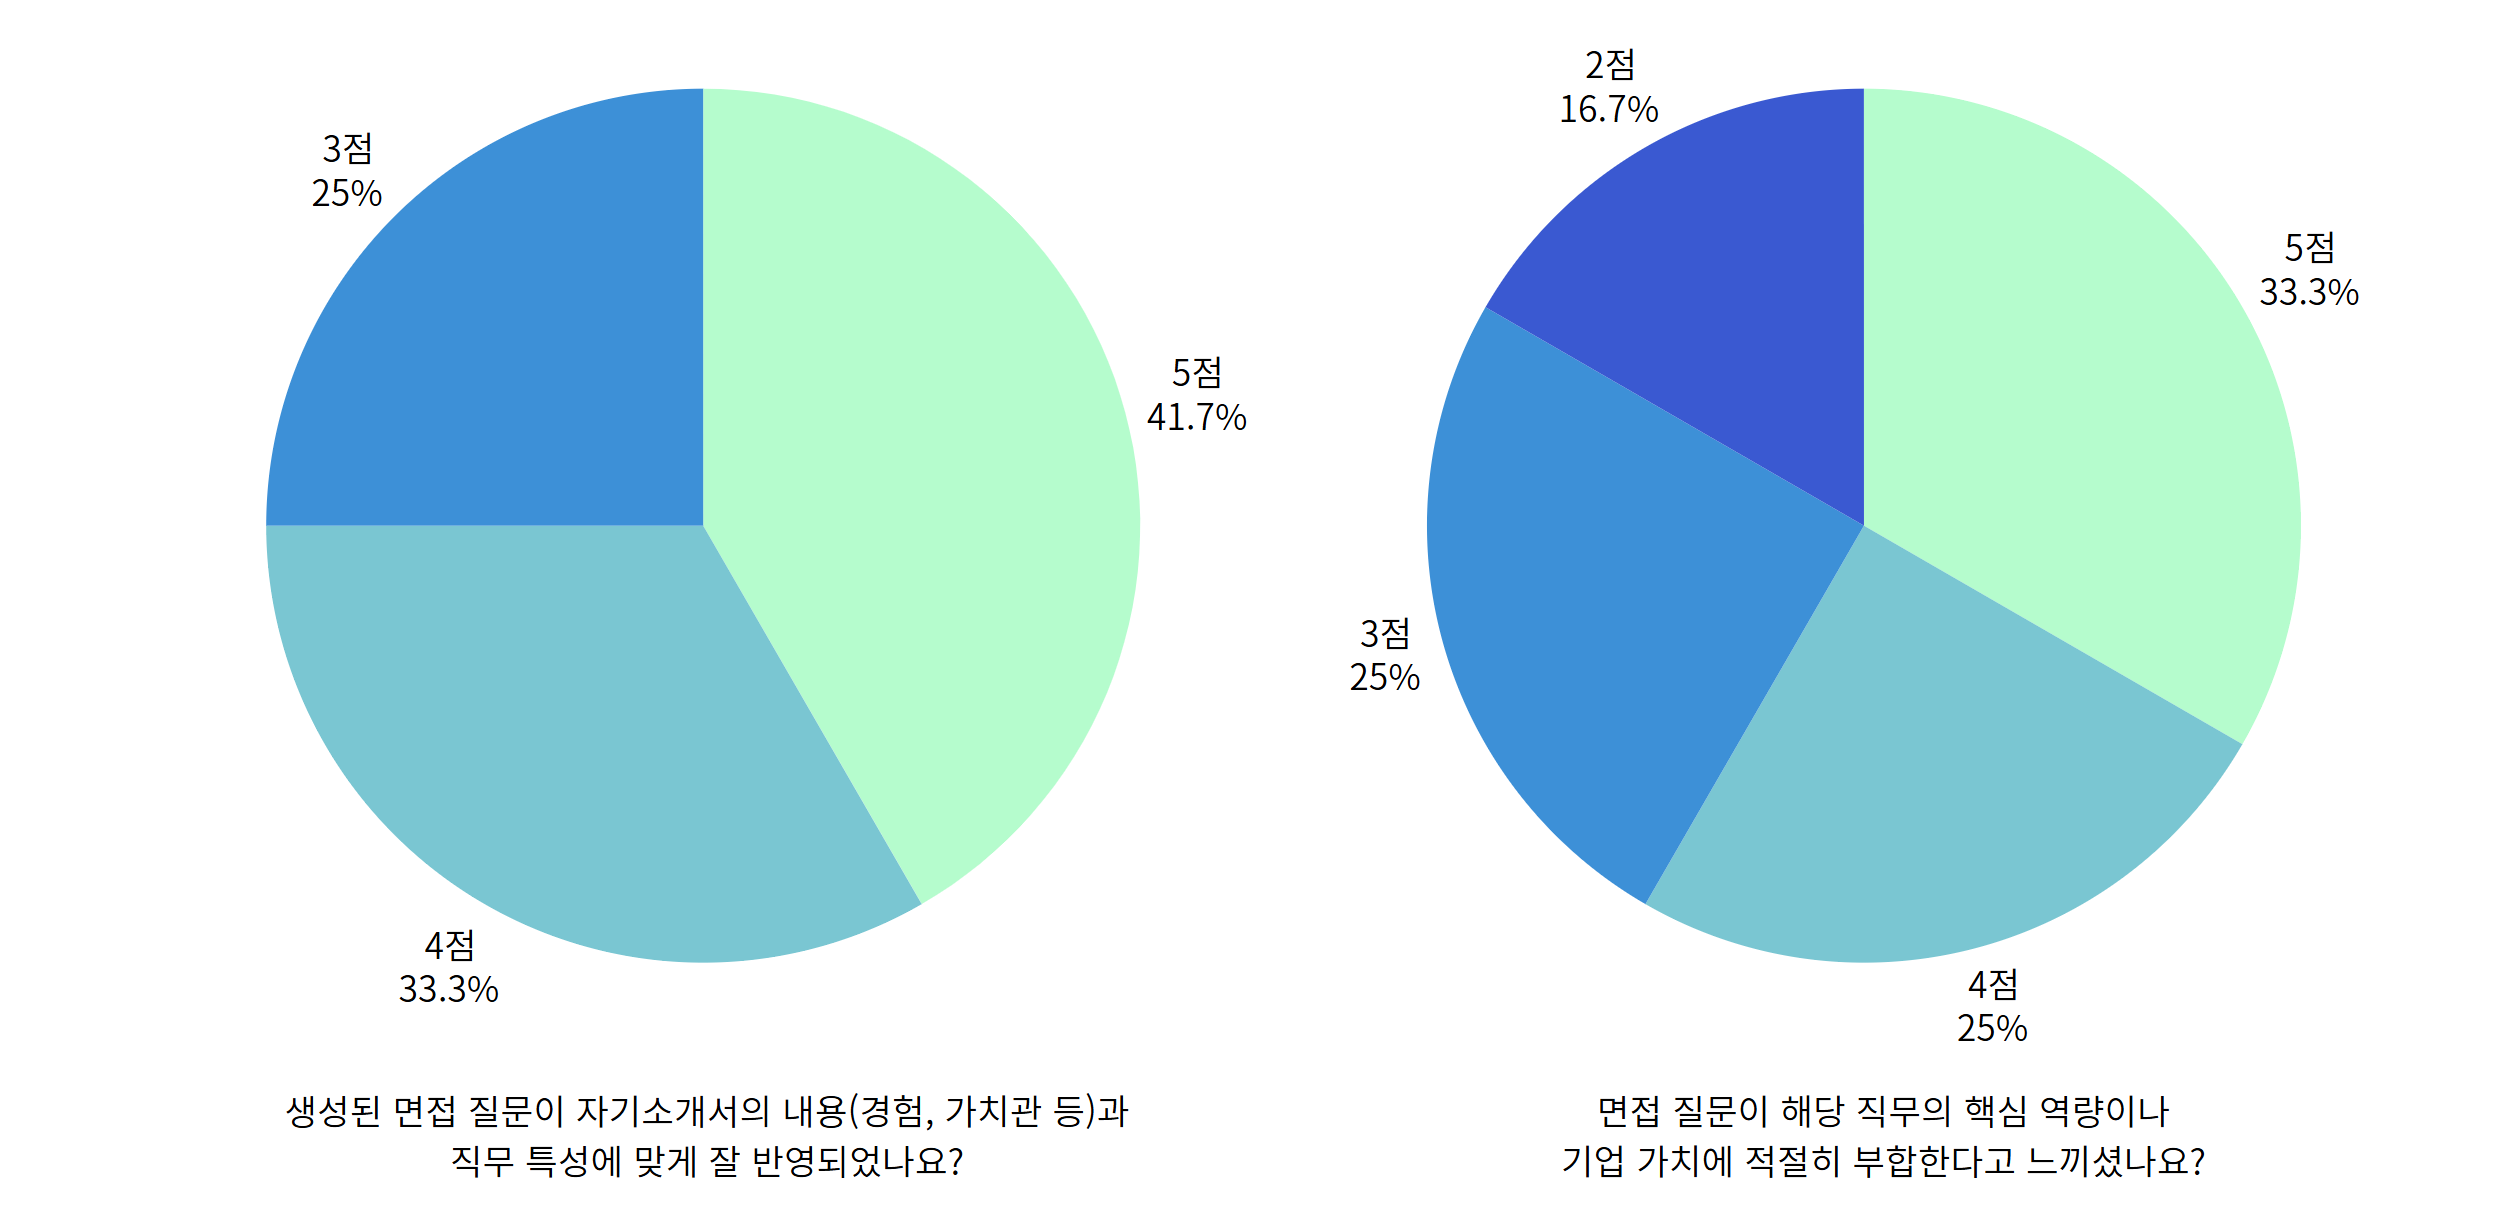 3점
25%
5점
41.7%
4점
33.3%
생성된 면접 질문이 자기소개서의 내용(경험, 가치관 등)과
직무 특성에 맞게 잘 반영되었나요?
2점
16.7%
5점
33.3%
3점
25%
4점
25%
면접 질문이 해당 직무의 핵심 역량이나
기업 가치에 적절히 부합한다고 느끼셨나요?